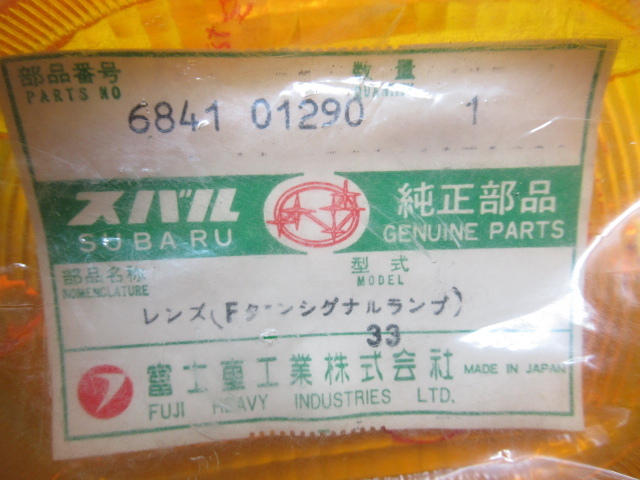 部品番号 数量
PARTS NO QUANTITY
6841 01290 1
スバル 純正部品
SUBARU GENUINE PARTS
部品名称 型式
NOMENCLATURE MODEL
レンズ(Fターンシグナルランプ)
33
富士重工業株式会社 MADE IN JAPAN
FUJI HEAVY INDUSTRIES LTD.